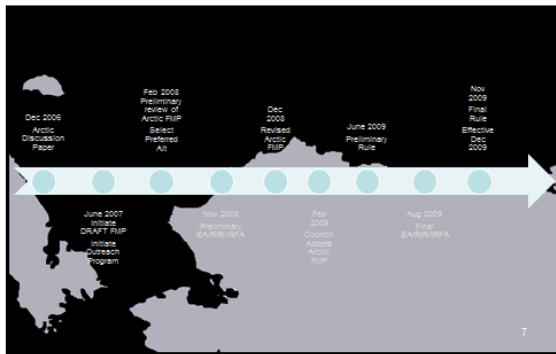 Dec 2006
Arctic
Discussion
Paper
June 2007
Initiate
DRAFT FMP
Initiate
Outreach
Program
Feb 2008
Preliminary
review of
Arctic FMP
Select
Preferred
Alt
Nov 2008
Preliminary
EA/RIR/IRFA
Dec
2008
Revised
Arctic
FMP
Feb
2009
Council
Adopts
Arctic
FMP
June 2009
Preliminary
Rule
Aug 2009
Final
EA/RIR/IRFA
Nov
2009
Final
Rule
Effective
Dec
2009
7